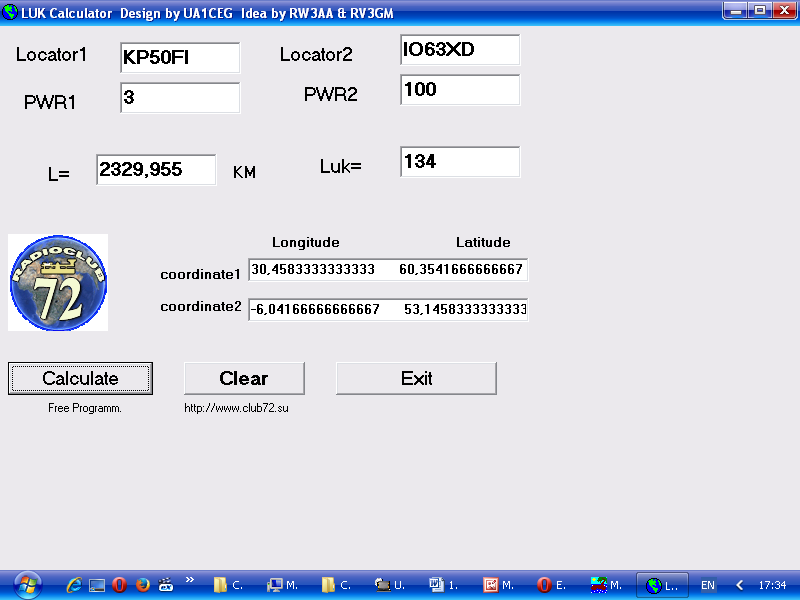 LUK Calculator Design by UA1CEG Idea by RW3AA & RV3GM
Locator1 KP50FI Locator2 IO63XD
PWR1 3 PWR2 100
L= 2329,955 KM Luk= 134
Longitude Latitude
coordinate1 30,4583333333333 60,3541666666667
coordinate2 -6,04166666666667 53,1458333333333
RADIOCLUB
72
Calculate Clear Exit
Free Programm. http://www.club72.su
» C. M. C. U. 1. M. E. M. L.. EN 17:34